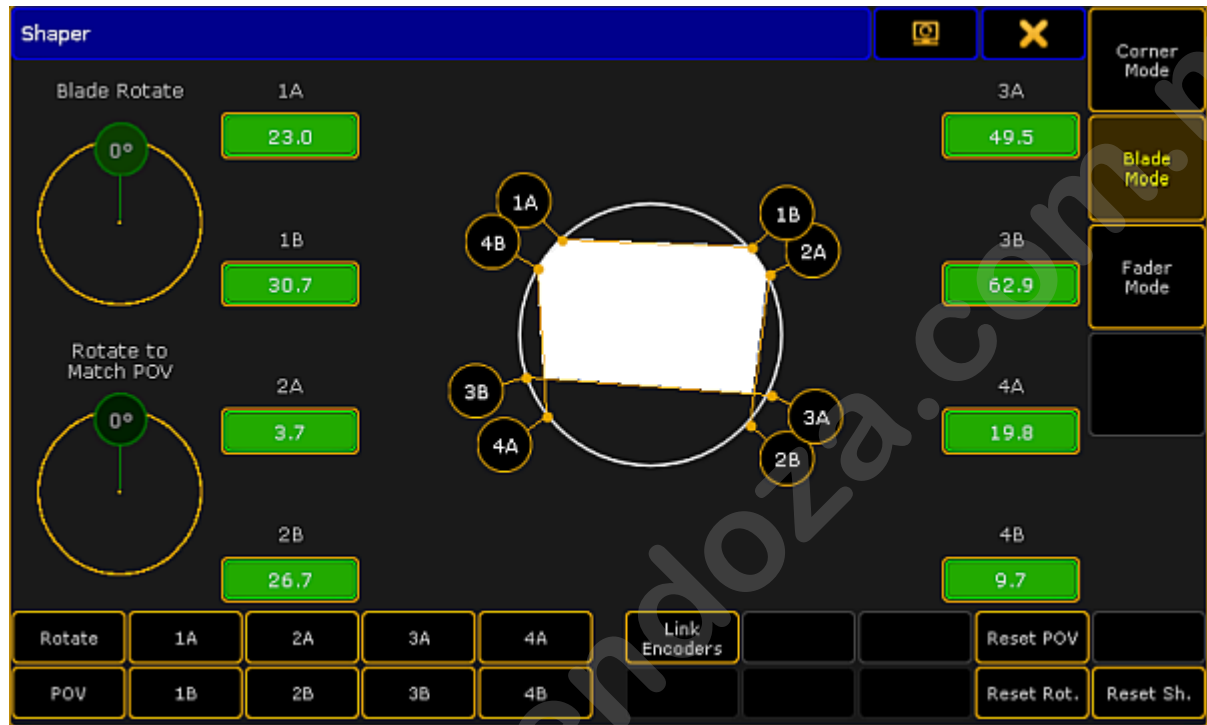 Shaper
Corner
Mode
Blade
Mode
Fader
Mode
Blade Rotate
0°
Rotate to
Match POV
0°
1A
23.0
1B
30.7
2A
3.7
2B
26.7
1A
4B
1B
2A
3B
4A
3A
2B
3A
49.5
3B
62.9
4A
19.8
4B
9.7
Rotate
1A
2A
3A
4A
Link
Encoders
Reset POV
POV
1B
2B
3B
4B
Reset Rot.
Reset Sh.